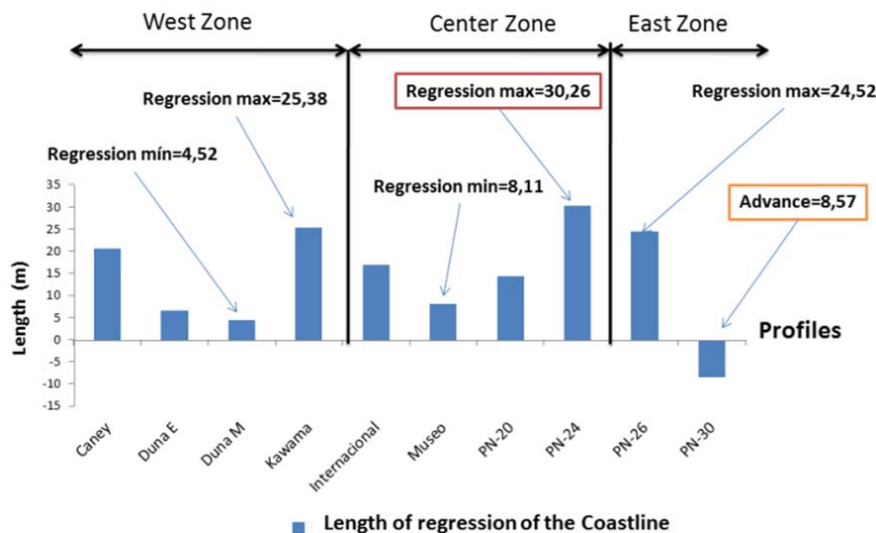 West Zone
Center Zone
East Zone
Regression max=25,38
Regression max=30,26
Regression max=24,52
Regression mín=4,52
Regression min=8,11
Advance=8,57
Length (m)
35
30
25
20
15
10
5
0
-5
-10
-15
Profiles
Caney
Duna E
Duna M
Kawama
Internacional
Museo
PN-20
PN-24
PN-26
PN-30
Length of regression of the Coastline